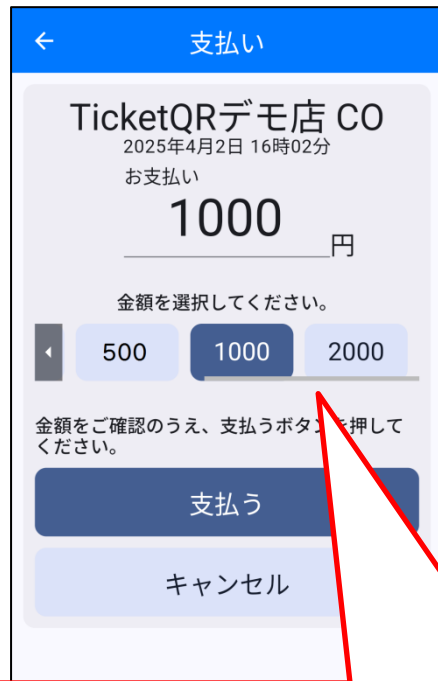 支払い
TicketQRデモ店 CO
2025年4月2日 16時02分
お支払い
1000
円
金額を選択してください。
500 1000 2000
金額をご確認のうえ、支払うボタンを押して
ください。
支払う
キャンセル